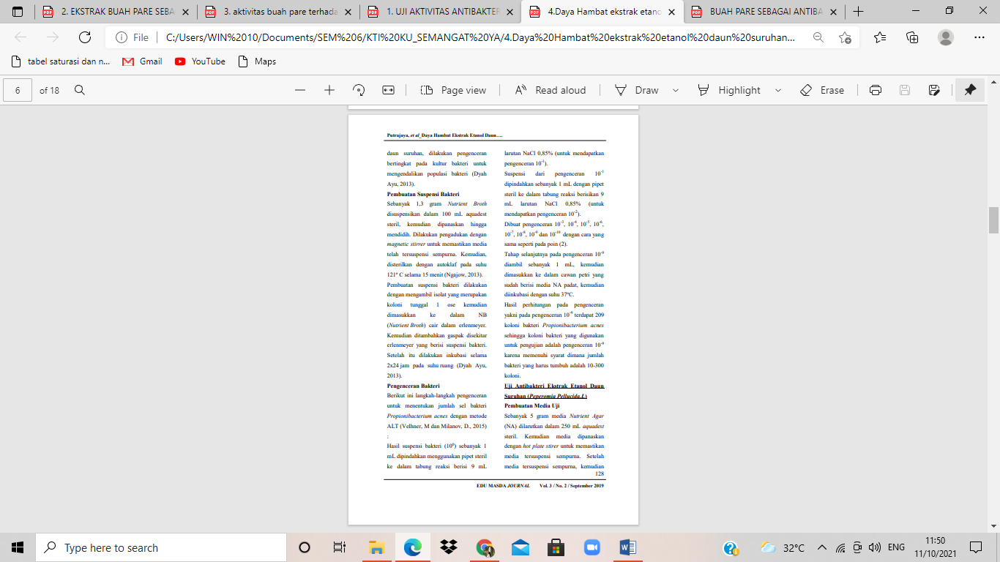 2. EKSTRAK BUAH PARE SEBA
3. aktivitas buah pare terhada
1. UJI AKTIVITAS ANTIBAKTER
4.Daya Hambat ekstrak etano
BUAH PARE SEBAGAI ANTIBA
File
C:/Users/WIN%2010/Documents/SEM%206/KTI%20KU_SEMANGAT%20YA/4.Daya%20Hambat%20ekstrak%20etanol%20daun%20suruhan...
tabel saturasi dan n...
Gmail
YouTube
Maps
6
of 18
Page view
Read aloud
Draw
Highlight
Erase
Putrajaya, et al_Daya Hambat Ekstrak Etanol Daun….
daun suruhan, dilakukan pengenceran
bertingkat pada kultur bakteri untuk
mengendalikan populasi bakteri (Dyah
Ayu, 2013).
Pembuatan Suspensi Bakteri
Sebanyak 1,3 gram Nutrient Broth
disuspensikan dalam 100 mL aquadest
steril, kemudian dipanaskan hingga
mendidih. Dilakukan pengadukan dengan
magnetic stirrer untuk memastikan media
telah tersuspensi sempurna. Kemudian,
disterilkan dengan autoklaf pada suhu
121º C selama 15 menit (Ngajow, 2013).
Pembuatan suspensi bakteri dilakukan
dengan mengambil isolat yang merupakan
koloni tunggal 1 ose kemudian
dimasukkan ke dalam NB
(Nutrient Broth) cair dalam erlenmeyer.
Kemudian ditambahkan gaspak disekitar
erlenmeyer yang berisi suspensi bakteri.
Setelah itu dilakukan inkubasi selama
2x24 jam pada suhu ruang (Dyah Ayu,
2013).
Pengenceran Bakteri
Berikut ini langkah-langkah pengenceran
untuk menentukan jumlah sel bakteri
Propionibacterium acnes dengan metode
ALT (Velhner, M dan Milanov, D., 2015)
:
Hasil suspensi bakteri (10⁰) sebanyak 1
mL dipindahkan menggunakan pipet steril
ke dalam tabung reaksi berisi 9 mL
larutan NaCl 0,85% (untuk mendapatkan
pengenceran 10⁻¹).
Suspensi dari pengenceran 10⁻¹
dipindahkan sebanyak 1 mL dengan pipet
steril ke dalam tabung reaksi berisikan 9
mL larutan NaCl 0,85% (untuk
mendapatkan pengenceran 10⁻²).
Dibuat pengenceran 10⁻³, 10⁻⁴, 10⁻⁵, 10⁻⁶,
10⁻⁷, 10⁻⁸, 10⁻⁹ dan 10⁻¹⁰ dengan cara yang
sama seperti pada poin (2).
Tahap selanjutnya pada pengenceran 10⁻⁹
diambil sebanyak 1 mL, kemudian
dimasukkan ke dalam cawan petri yang
sudah berisi media NA padat, kemudian
diinkubasi dengan suhu 37ºC.
Hasil perhitungan pada pengenceran
yakni pada pengenceran 10⁻⁹ terdapat 209
koloni bakteri Propionibacterium acnes
sehingga koloni bakteri yang digunakan
untuk pengujian adalah pengenceran 10⁻⁹
karena memenuhi syarat dimana jumlah
bakteri yang harus tumbuh adalah 10-300
koloni.
Uji Antibakteri Ekstrak Etanol Daun
Suruhan (Peperomia Pellucida.L)
Pembuatan Media Uji
Sebanyak 5 gram media Nutrient Agar
(NA) dilarutkan dalam 250 mL aquadest
steril. Kemudian media dipanaskan
dengan hot plate stirer untuk memastikan
media tersuspensi sempurna. Setelah
media tersuspensi sempurna, kemudian
128
EDU MASDA JOURNAL Vol. 3 / No. 2 / September 2019
Type here to search
32°C
ENG
11:50
11/10/2021